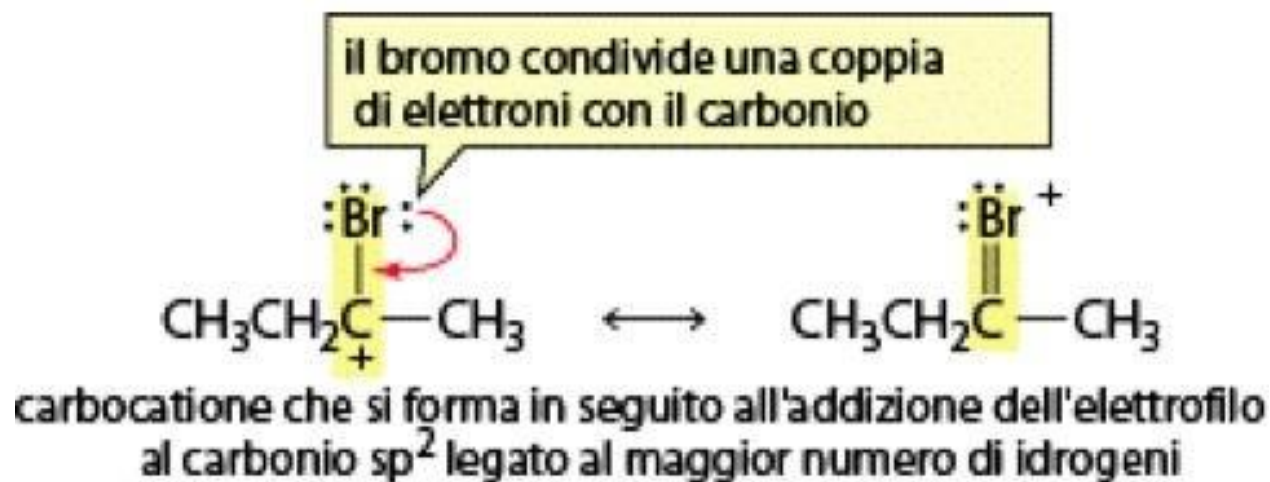 il bromo condivide una coppia
di elettroni con il carbonio
:Br: :Br +
CH3CH2C—CH3 ⟷ CH3CH2C—CH3
+
carbocatione che si forma in seguito all'addizione dell'elettrofilo
al carbonio sp² legato al maggior numero di idrogeni